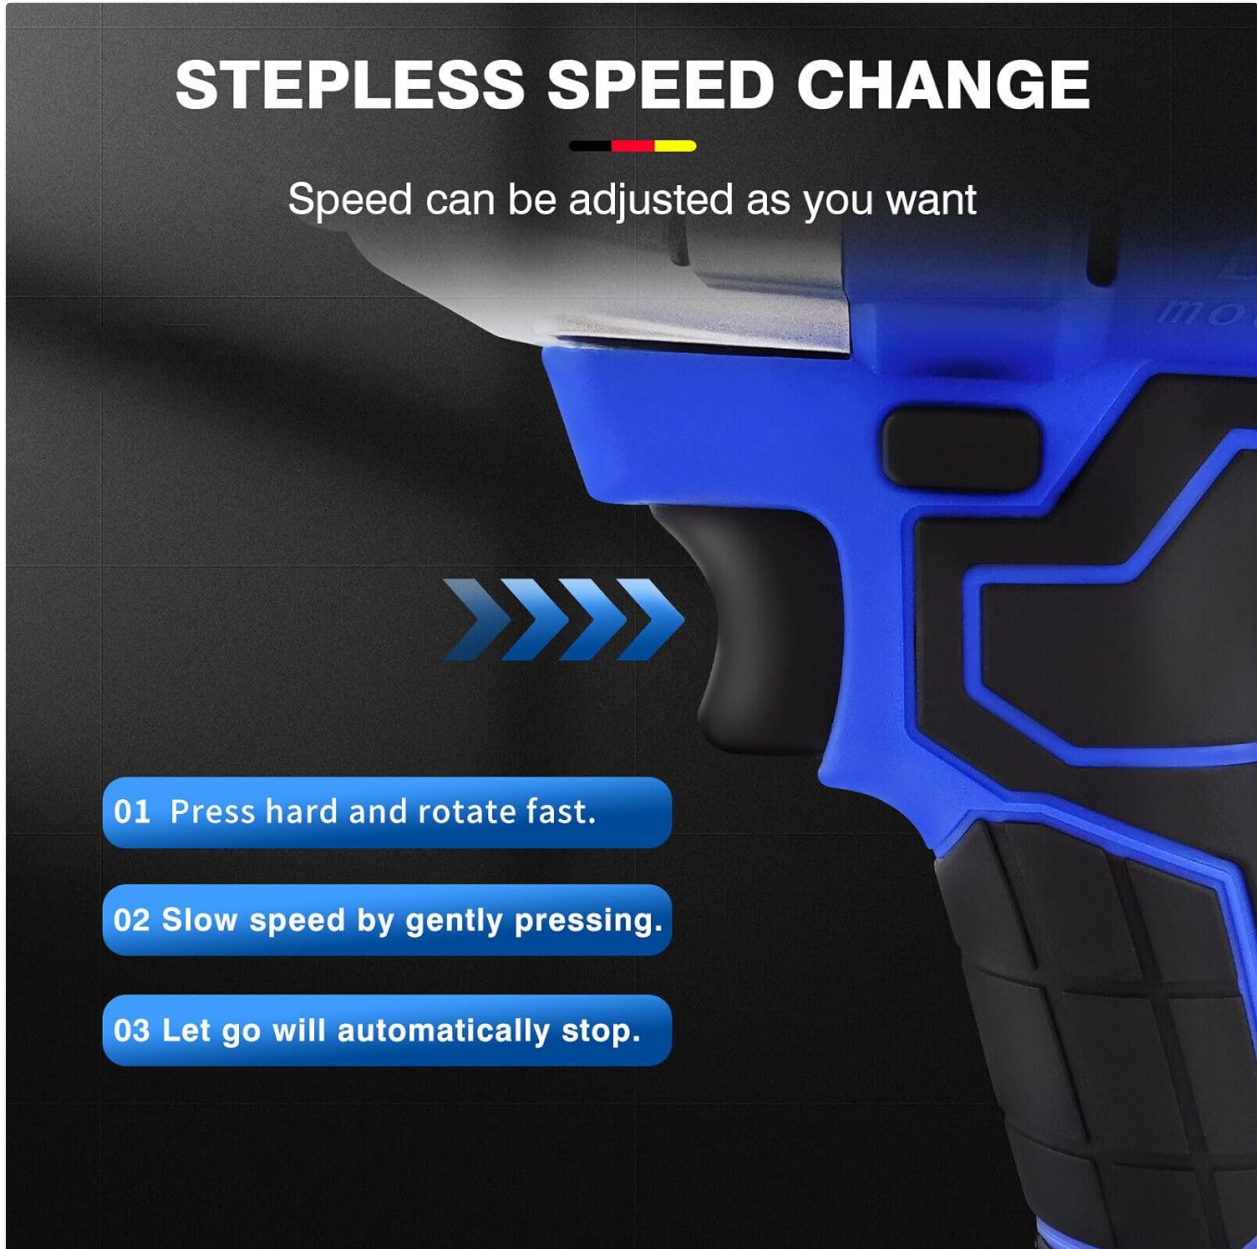 STEPLESS SPEED CHANGE
Speed can be adjusted as you want
01 Press hard and rotate fast.
02 Slow speed by gently pressing.
03 Let go will automatically stop.